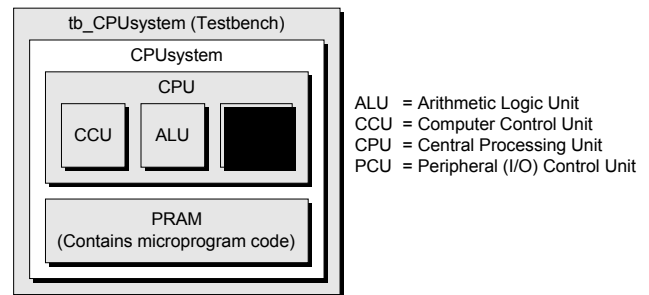 tb_CPUsystem (Testbench)
CPUsystem
CPU
CCU
ALU
PRAM
(Contains microprogram code)
ALU = Arithmetic Logic Unit
CCU = Computer Control Unit
CPU = Central Processing Unit
PCU = Peripheral (I/O) Control Unit